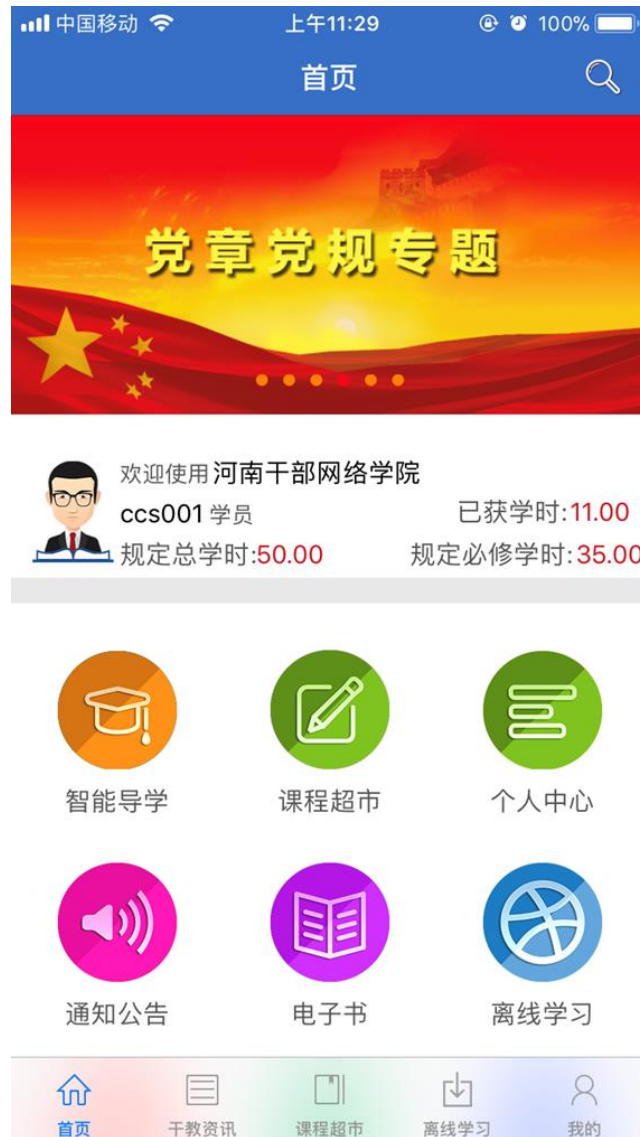 中国移动 上午11:29 100%
首页
党章党规专题
欢迎使用河南干部网络学院
ccs001 学员 已获学时:11.00
规定总学时:50.00 规定必修学时:35.00
智能导学 课程超市 个人中心
通知公告 电子书 离线学习
首页 干教资讯 课程超市 离线学习 我的